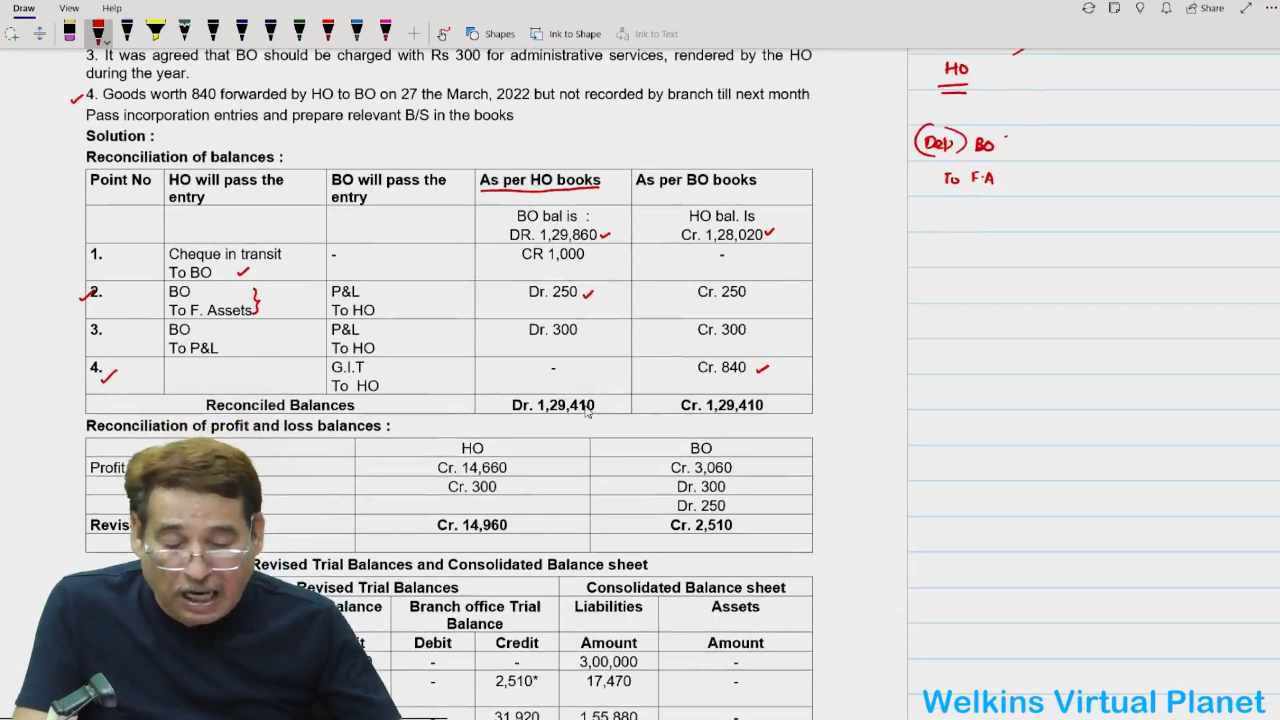 Draw View Help
Share
Shapes Ink to Shape Ink to Text
3. It was agreed that BO should be charged with Rs 300 for administrative services, rendered by the HO
during the year.
4. Goods worth 840 forwarded by HO to BO on 27 the March, 2022 but not recorded by branch till next month
Pass incorporation entries and prepare relevant B/S in the books
Solution :
Reconciliation of balances :
Point No HO will pass the entry BO will pass the entry As per HO books As per BO books
BO bal is : DR. 1,29,860 HO bal. Is Cr. 1,28,020
1. Cheque in transit To BO - CR 1,000 -
2. BO To F. Assets P&L To HO Dr. 250 Cr. 250
3. BO To P&L P&L To HO Dr. 300 Cr. 300
4. G.I.T To HO - Cr. 840
Reconciled Balances Dr. 1,29,410 Cr. 1,29,410
Reconciliation of profit and loss balances :
HO BO
Profit Cr. 14,660 Cr. 3,060
Cr. 300 Dr. 300
Dr. 250
Revis Cr. 14,960 Cr. 2,510
Revised Trial Balances and Consolidated Balance sheet
Revised Trial Balances Consolidated Balance sheet
Branch office Trial Balance Liabilities Assets
Debit Credit Amount Amount
- - 3,00,000 -
- 2,510* 17,470 -
31,920 1,55,880 -
HO
(Dep) BO
To F.A
Welkins Virtual Planet